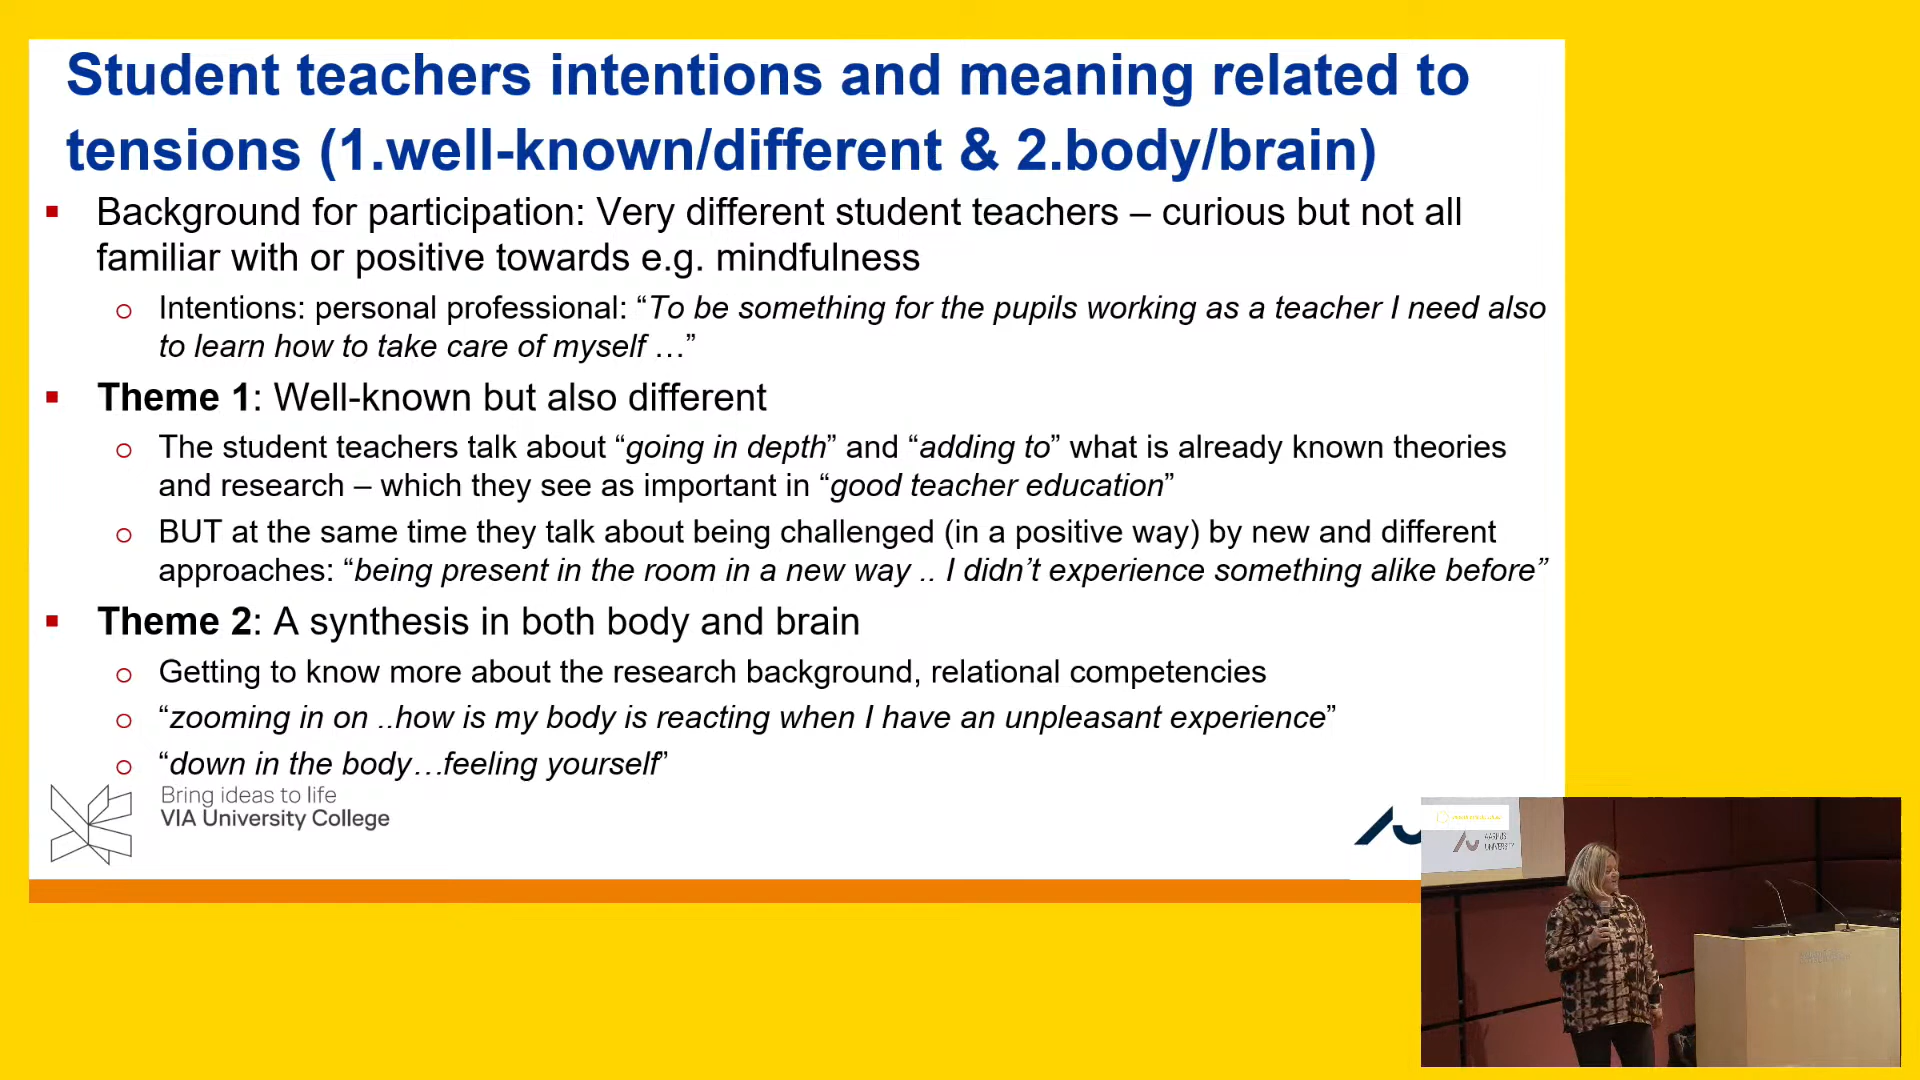 Student teachers intentions and meaning related to
tensions (1.well-known/different & 2.body/brain)
▪ Background for participation: Very different student teachers – curious but not all
familiar with or positive towards e.g. mindfulness
o Intentions: personal professional: “To be something for the pupils working as a teacher I need also
to learn how to take care of myself …”
▪ Theme 1: Well-known but also different
o The student teachers talk about “going in depth” and “adding to” what is already known theories
and research – which they see as important in “good teacher education”
o BUT at the same time they talk about being challenged (in a positive way) by new and different
approaches: “being present in the room in a new way .. I didn’t experience something alike before”
▪ Theme 2: A synthesis in both body and brain
o Getting to know more about the research background, relational competencies
o “zooming in on ..how is my body is reacting when I have an unpleasant experience”
o “down in the body…feeling yourself”
Bring ideas to life
VIA University College
AARHUS
UNIVERSITY